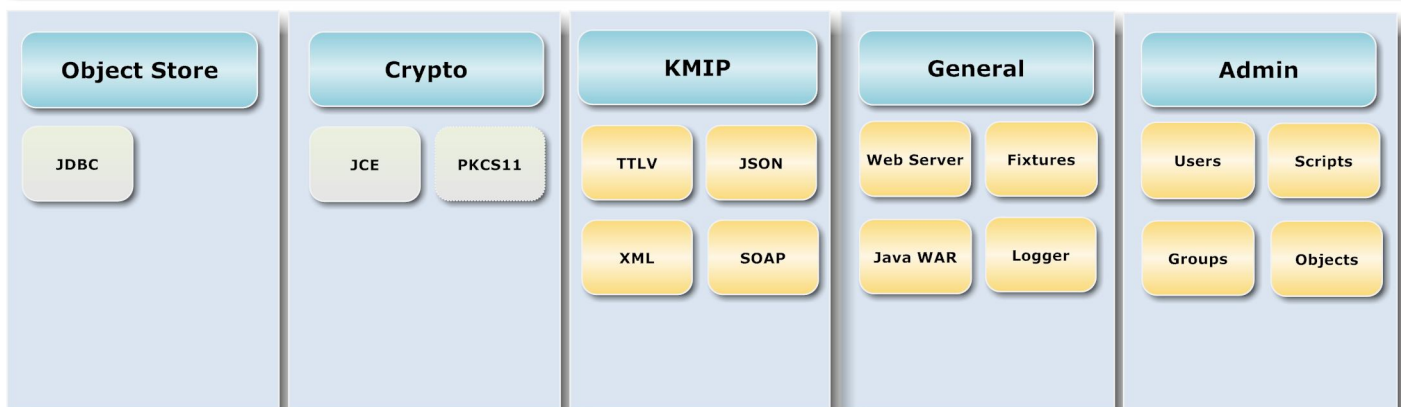 Object Store
JDBC
Crypto
JCE
PKCS11
KMIP
TTLV
JSON
XML
SOAP
General
Web Server
Fixtures
Java WAR
Logger
Admin
Users
Scripts
Groups
Objects